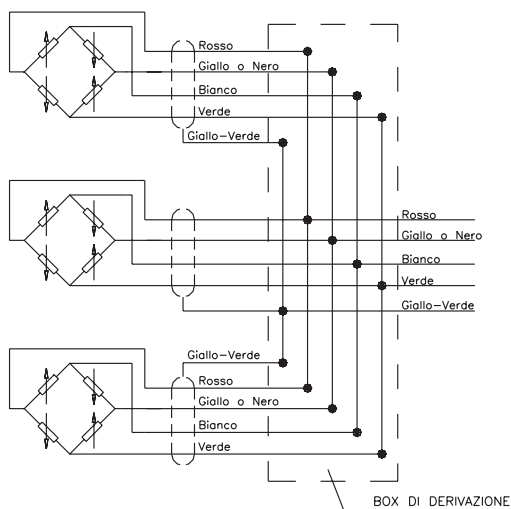 Rosso
Giallo o Nero
Bianco
Verde
Giallo-Verde
Rosso
Giallo o Nero
Bianco
Verde
Giallo-Verde
Giallo-Verde
Rosso
Giallo o Nero
Bianco
Verde
BOX DI DERIVAZIONE